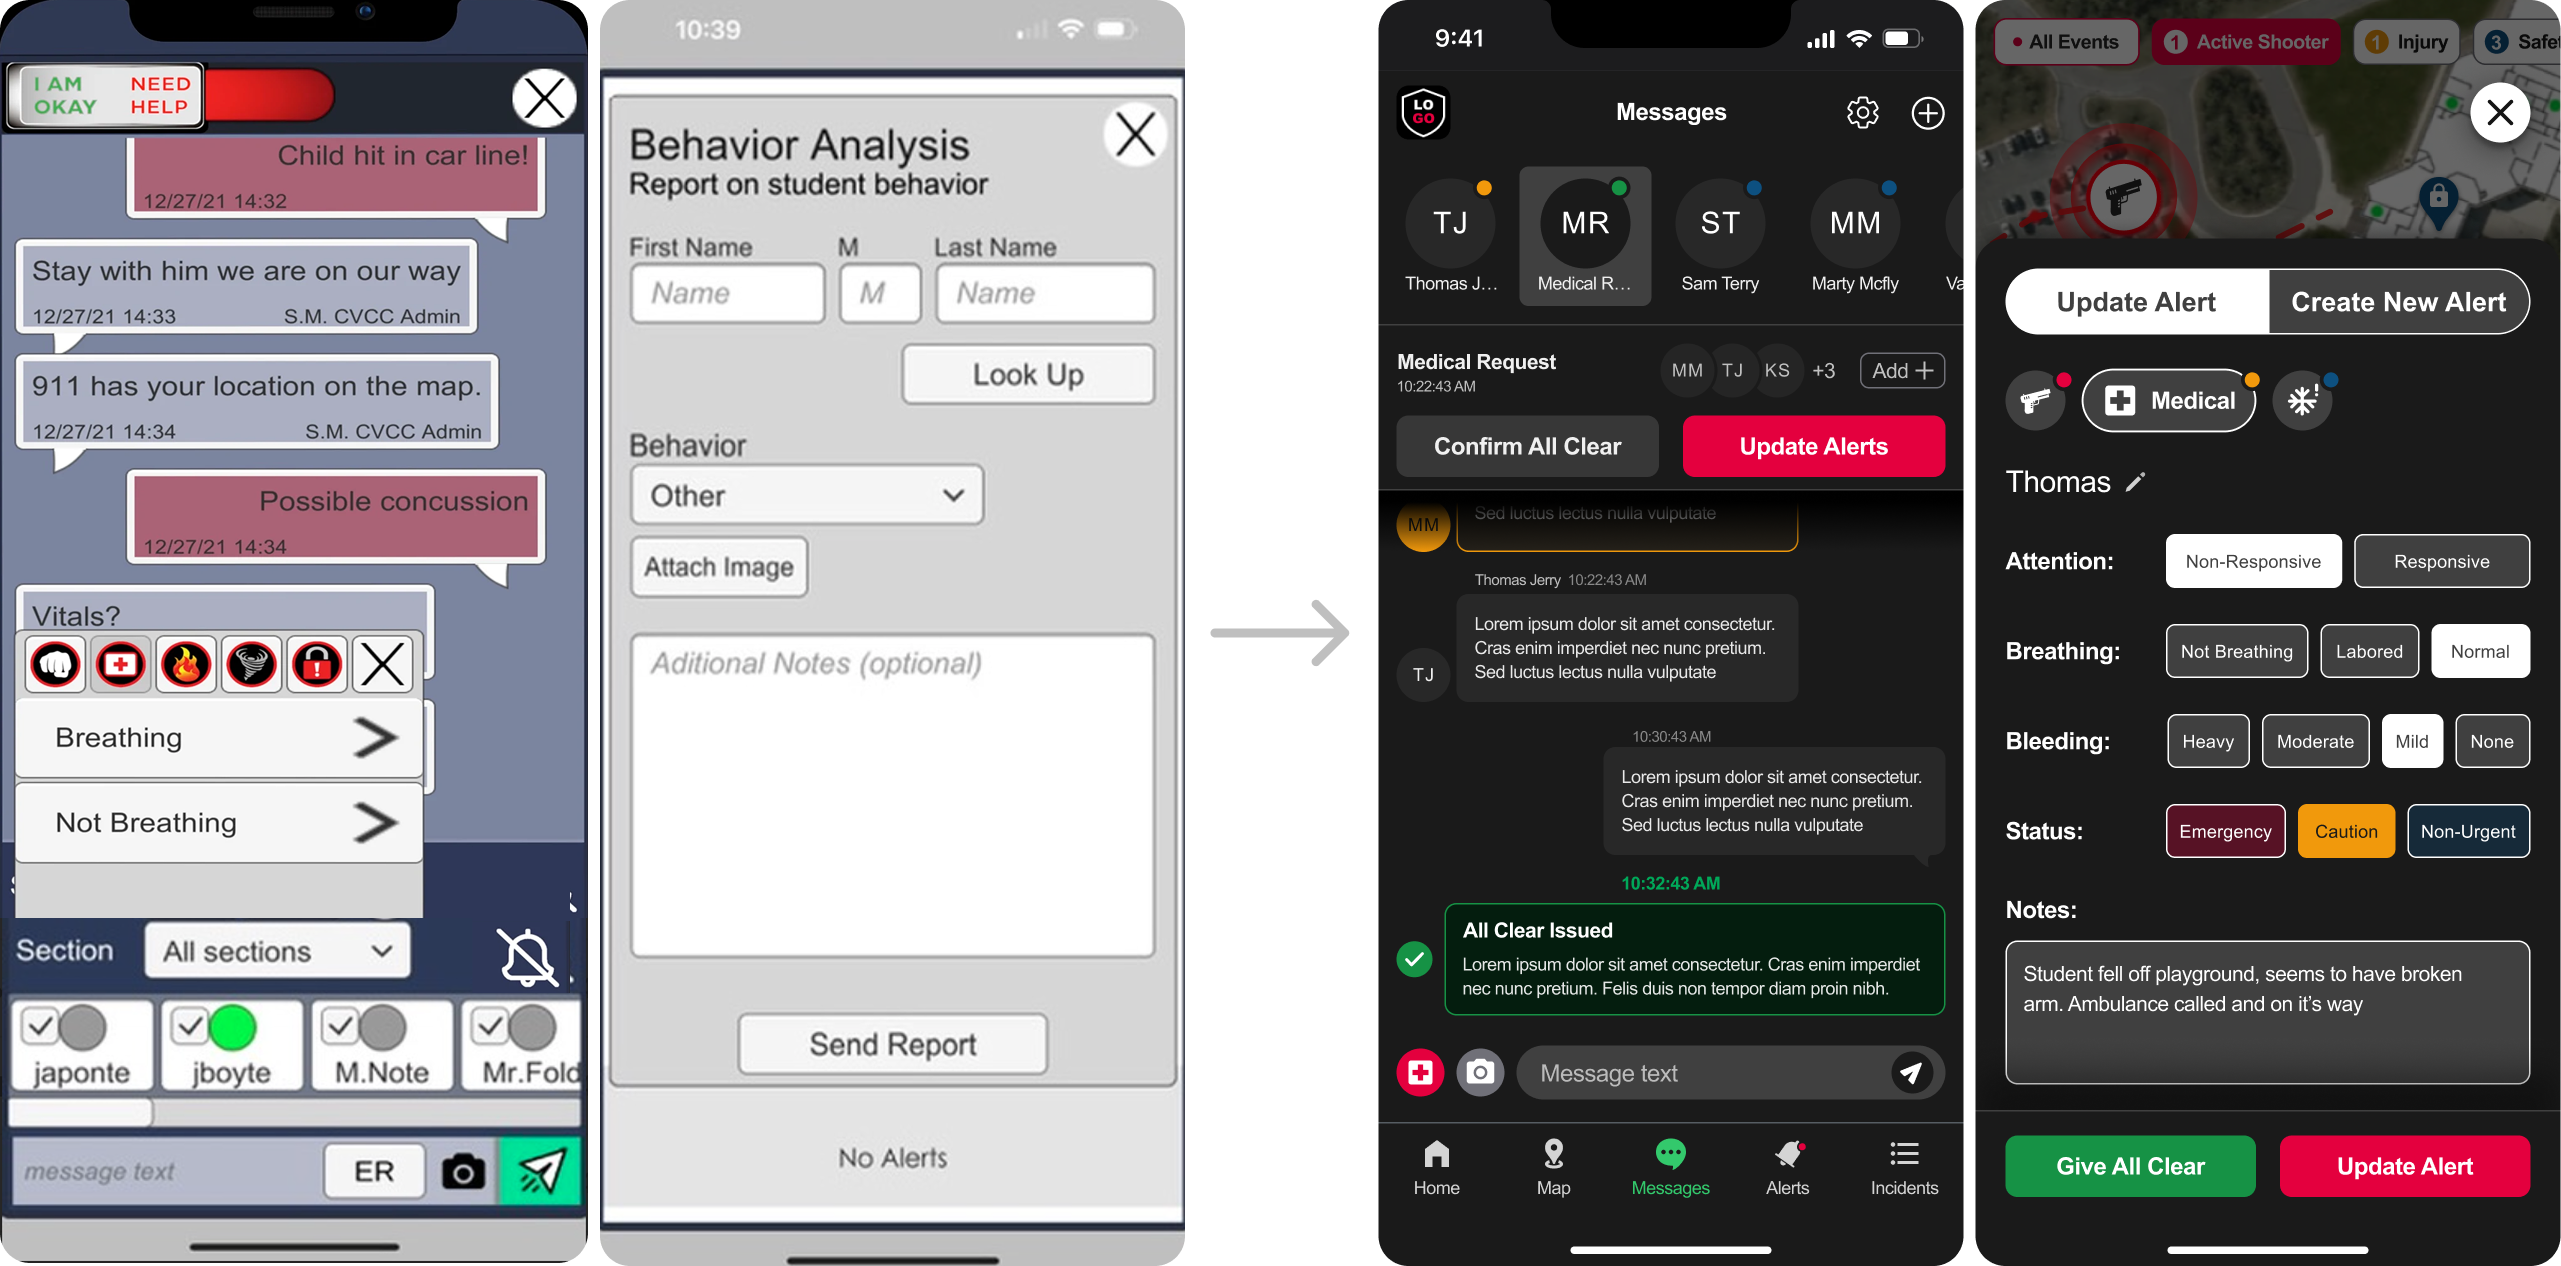 I AM
OKAY
NEED
HELP
Child hit in car line!
12/27/21 14:32
Stay with him we are on our way
12/27/21 14:33 S.M. CVCC Admin
911 has your location on the map.
12/27/21 14:34 S.M. CVCC Admin
Possible concussion
12/27/21 14:34
Vitals?
Breathing
Not Breathing
Section All sections
japonte jboyte M.Note Mr.Fold
message text ER
10:39
Behavior Analysis
Report on student behavior
First Name M Last Name
Name M Name
Look Up
Behavior
Other
Attach Image
Aditional Notes (optional)
Send Report
No Alerts
9:41
LO
GO
Messages
TJ MR ST MM
Thomas J... Medical R... Sam Terry Marty Mcfly Va
Medical Request
10:22:43 AM
MM TJ KS +3 Add
Confirm All Clear Update Alerts
MM
Sed luctus lectus nulla vulputate
Thomas Jerry 10:22:43 AM
Lorem ipsum dolor sit amet consectetur.
Cras enim imperdiet nec nunc pretium.
Sed luctus lectus nulla vulputate
TJ
10:30:43 AM
Lorem ipsum dolor sit amet consectetur.
Cras enim imperdiet nec nunc pretium.
Sed luctus lectus nulla vulputate
10:32:43 AM
All Clear Issued
Lorem ipsum dolor sit amet consectetur. Cras enim imperdiet
nec nunc pretium. Felis duis non tempor diam proin nibh.
Message text
Home Map Messages Alerts Incidents
All Events 1 Active Shooter 1 Injury 3 Safe
Update Alert Create New Alert
Medical
Thomas
Attention: Non-Responsive Responsive
Breathing: Not Breathing Labored Normal
Bleeding: Heavy Moderate Mild None
Status: Emergency Caution Non-Urgent
Notes:
Student fell off playground, seems to have broken
arm. Ambulance called and on it's way
Give All Clear Update Alert